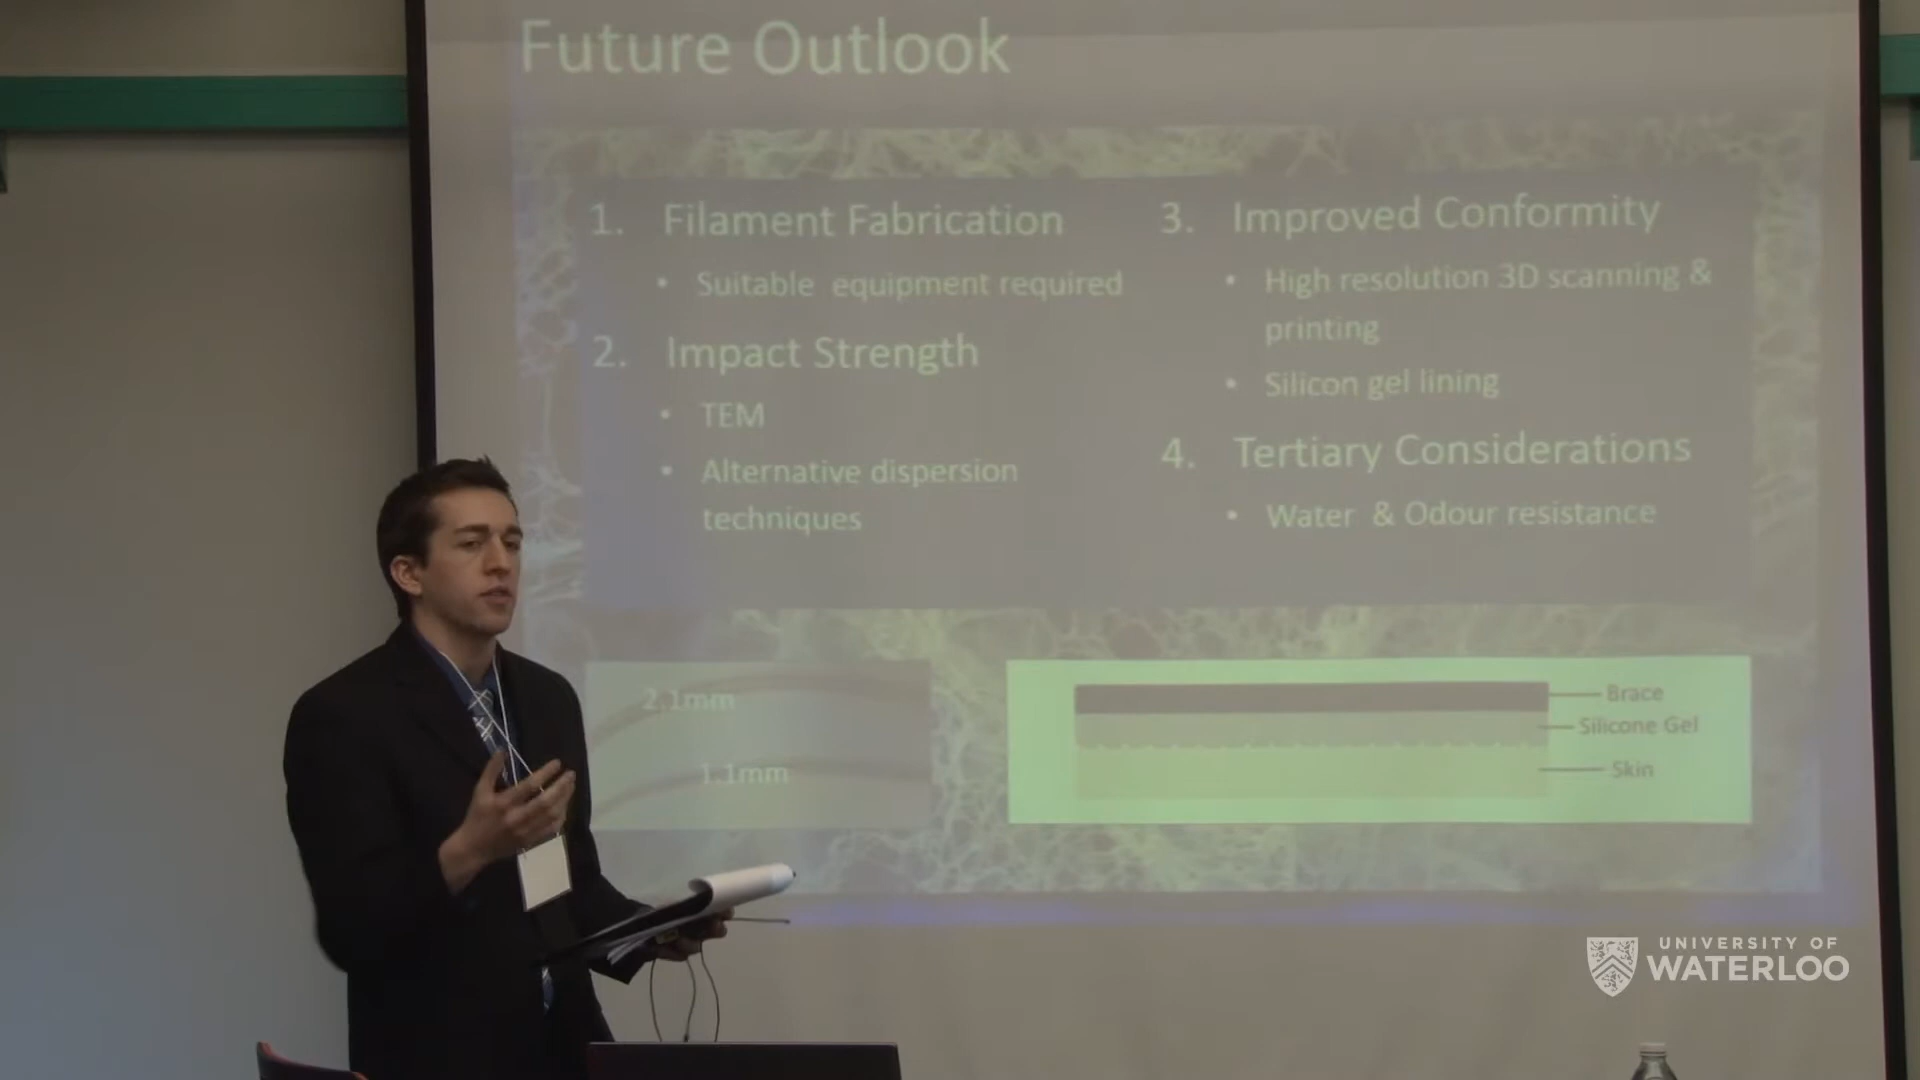 Future Outlook
1. Filament Fabrication
• Suitable equipment required
2. Impact Strength
• TEM
• Alternative dispersion
techniques
3. Improved Conformity
• High resolution 3D scanning &
printing
• Silicon gel lining
4. Tertiary Considerations
• Water & Odour resistance
2.1mm
1.1mm
Brace
Silicone Gel
Skin
UNIVERSITY OF
WATERLOO